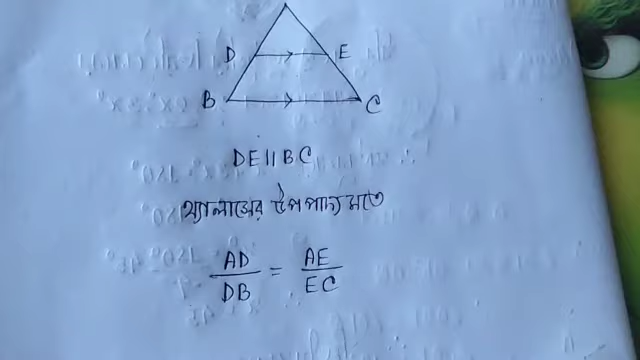 D E
B C
DE || BC
থ্যালাসের উপপাদ্য মতে
AD/DB = AE/EC